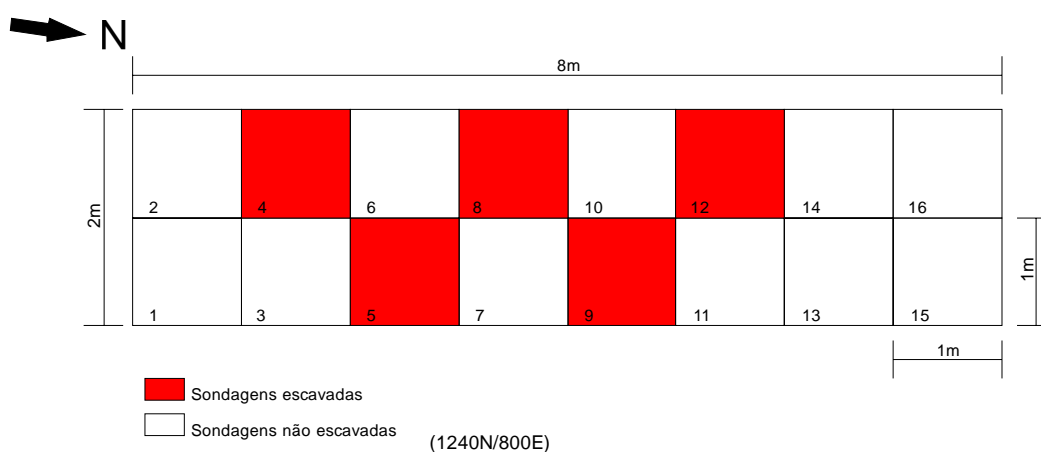 N
8m
2m
2 4 6 8 10 12 14 16
1m
1 3 5 7 9 11 13 15
1m
Sondagens escavadas
Sondagens não escavadas
(1240N/800E)